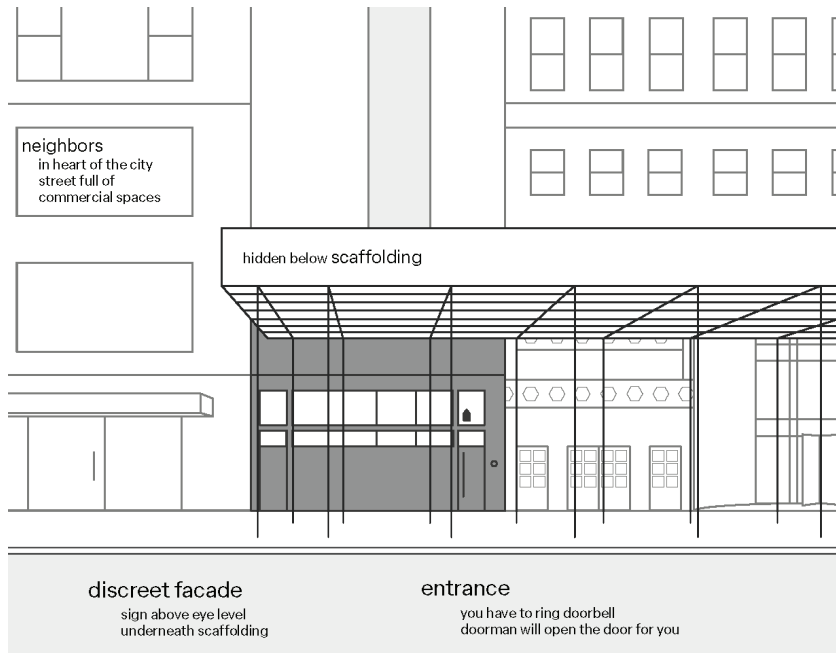 neighbors
in heart of the city
street full of
commercial spaces
hidden below scaffolding
discreet facade
sign above eye level
underneath scaffolding
entrance
you have to ring doorbell
doorman will open the door for you